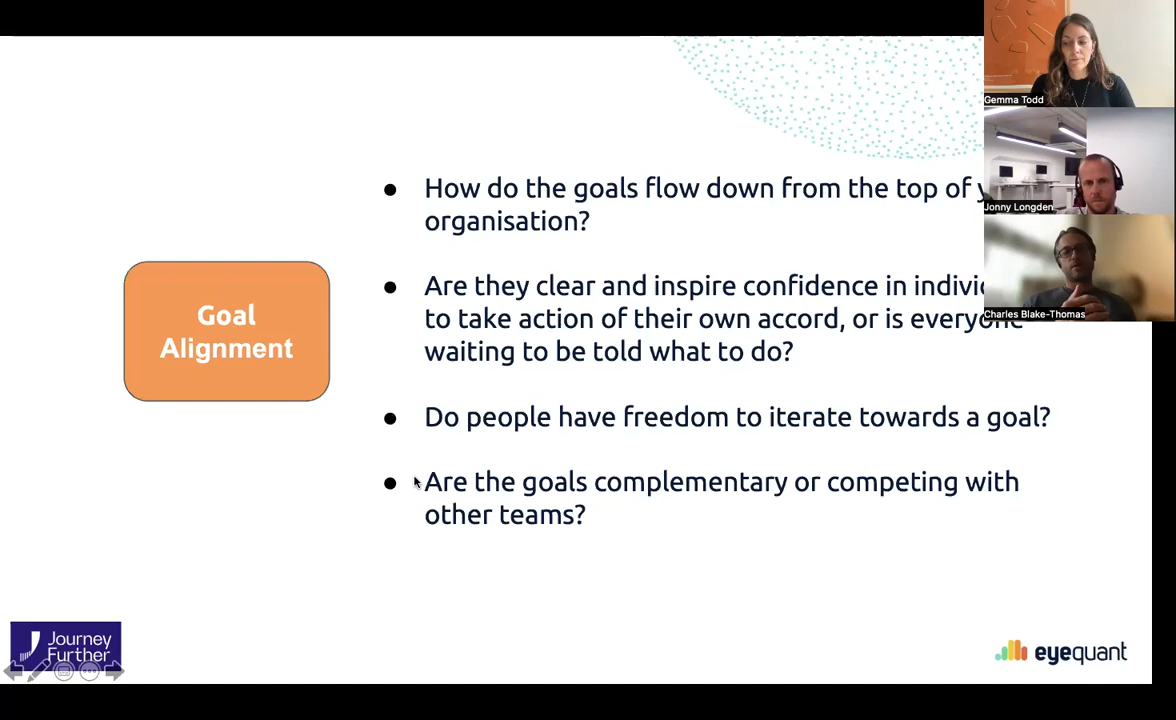 Gemma Todd
Jonny Longden
Charles Blake-Thomas
Goal
Alignment
● How do the goals flow down from the top of
organisation?
● Are they clear and inspire confidence in
to take action of their own accord, or is everyone
waiting to be told what to do?
● Do people have freedom to iterate towards a goal?
● Are the goals complementary or competing with
other teams?
Journey
Further
eyequant